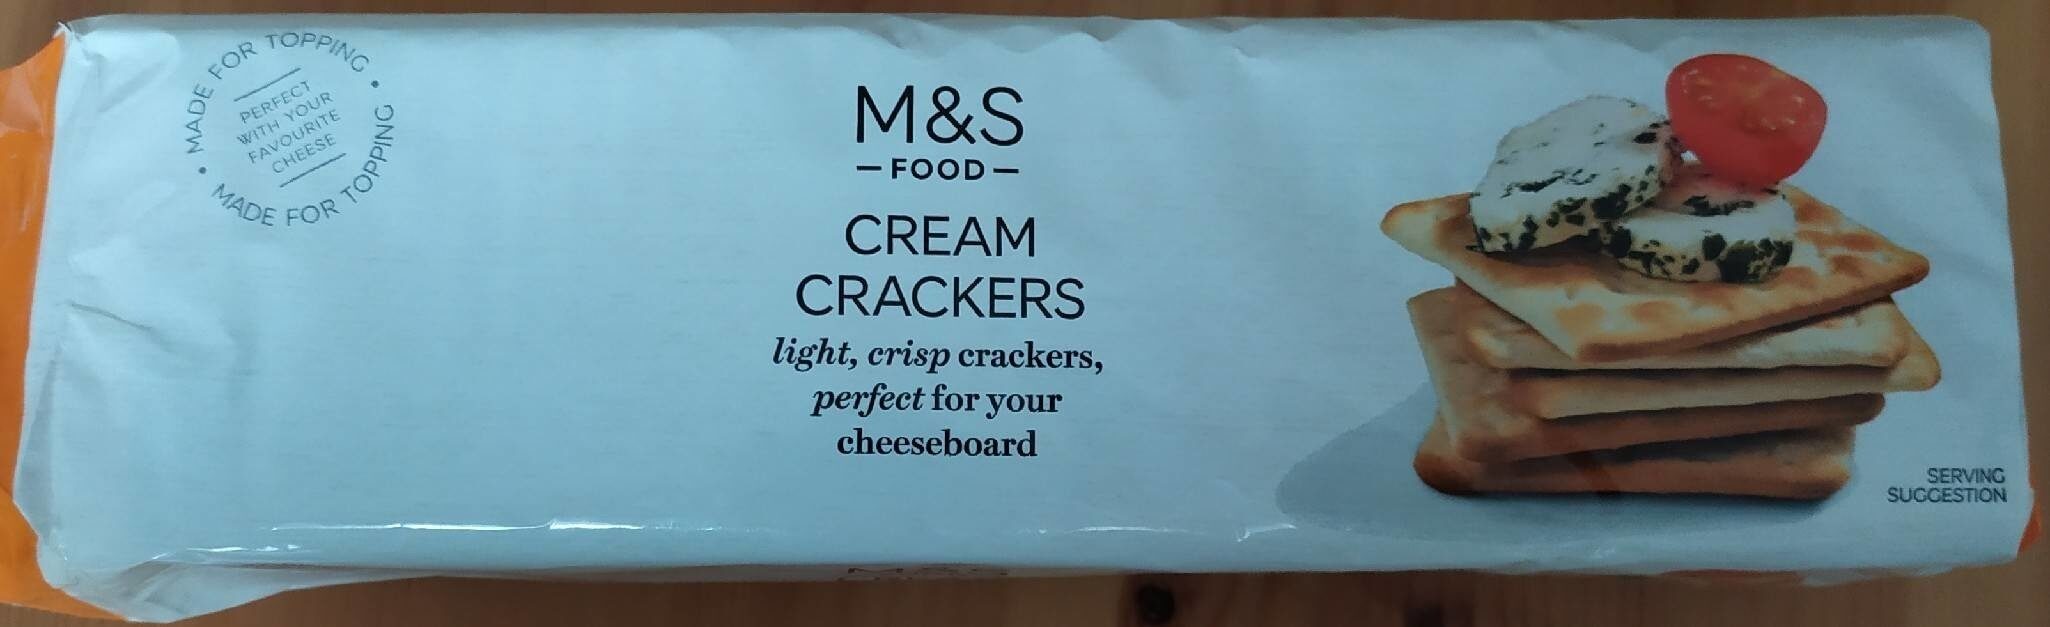 MADE FOR TOPPING • MADE FOR TOPPING •
PERFECT
WITH YOUR
FAVOURITE
CHEESE
M&S
— FOOD —
CREAM
CRACKERS
light, crisp crackers,
perfect for your
cheeseboard
SERVING
SUGGESTION